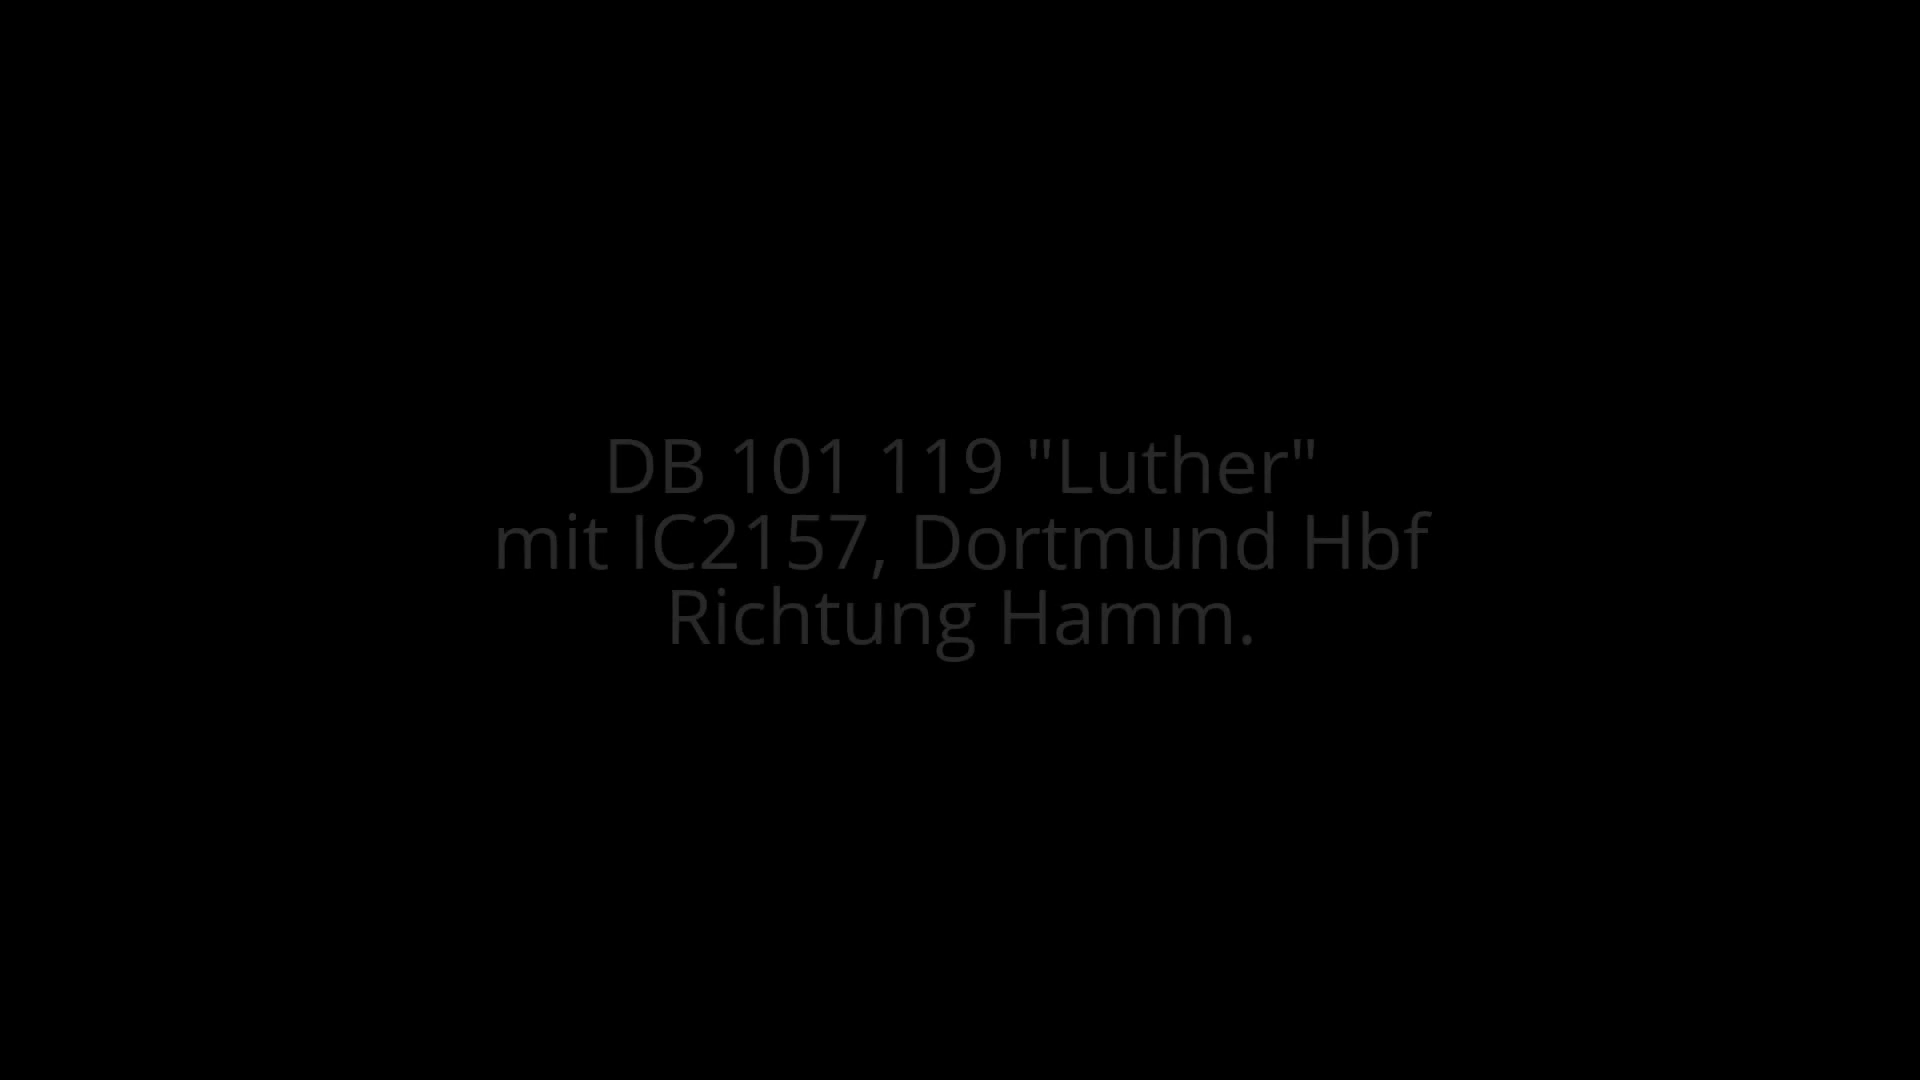 DB 101 119 "Luther"
mit IC2157, Dortmund Hbf
Richtung Hamm.